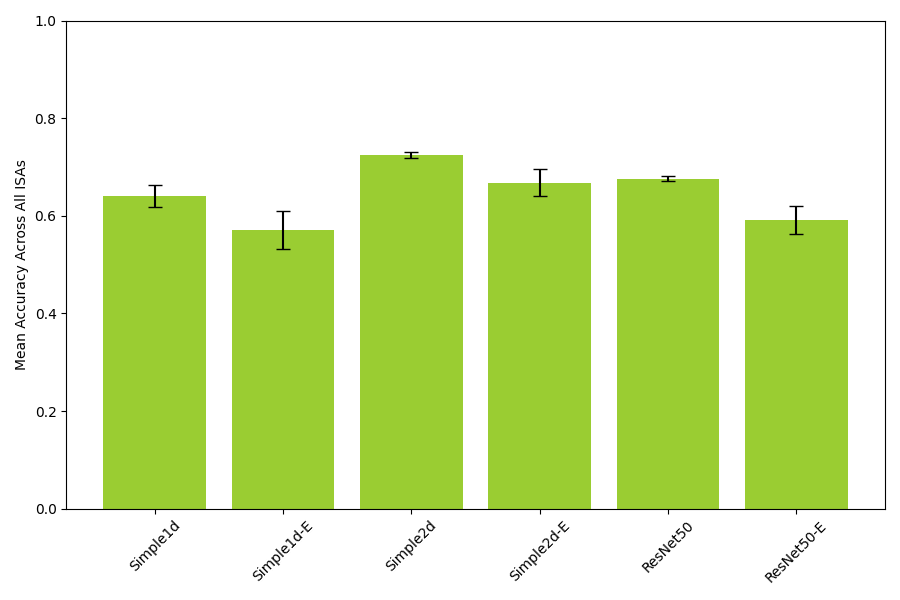 Mean Accuracy Across All ISAs
1.0
0.8
0.6
0.4
0.2
0.0
Simple1d
Simple1d-E
Simple2d
Simple2d-E
ResNet50
ResNet50-E